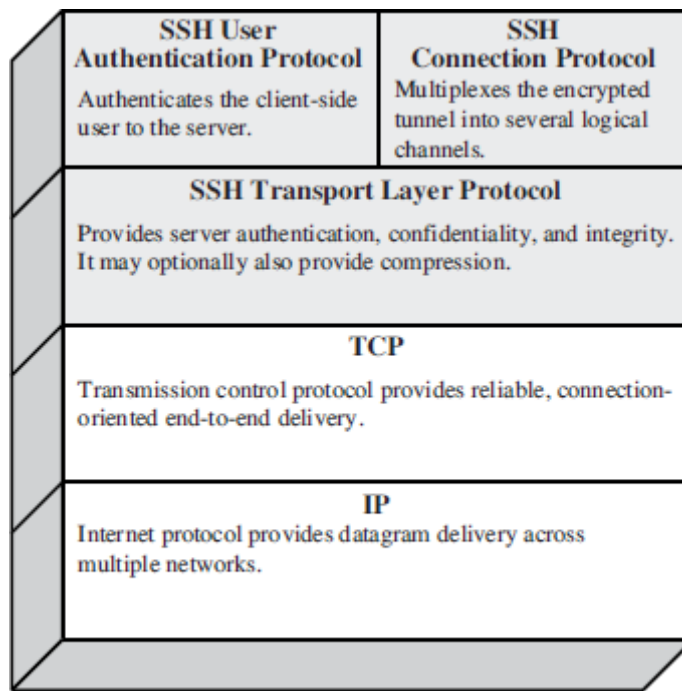 SSH User
Authentication Protocol
Authenticates the client-side
user to the server.
SSH
Connection Protocol
Multiplexes the encrypted
tunnel into several logical
channels.
SSH Transport Layer Protocol
Provides server authentication, confidentiality, and integrity.
It may optionally also provide compression.
TCP
Transmission control protocol provides reliable, connection-
oriented end-to-end delivery.
IP
Internet protocol provides datagram delivery across
multiple networks.